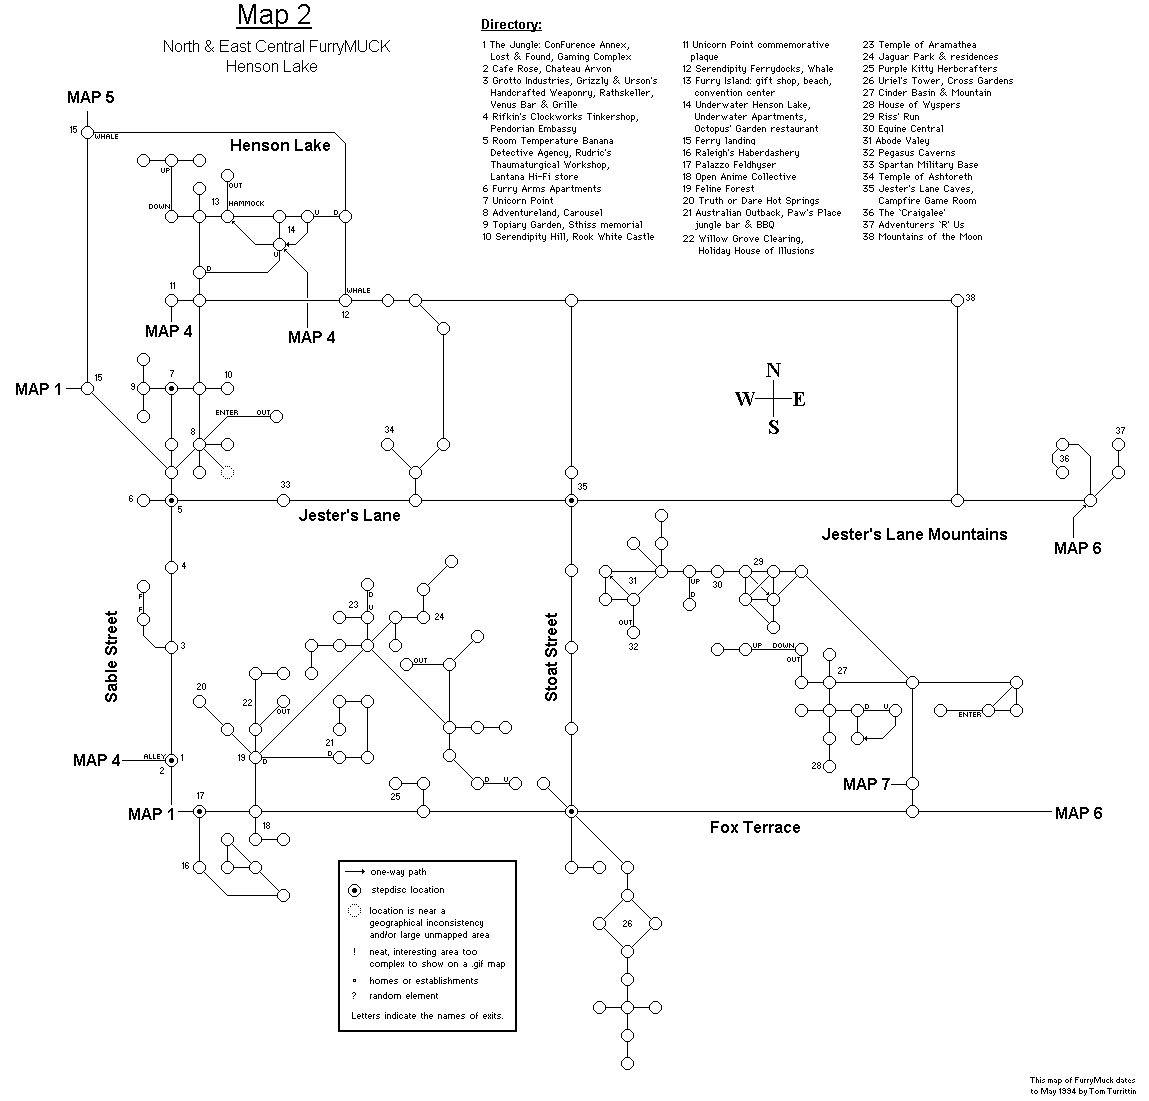 Map 2
North & East Central FurryMUCK
Henson Lake
Directory:
1 The Jungle: ConFurence Annex,
Lost & Found, Gaming Complex
2 Cafe Rose, Chateau Arvon
3 Grotto Industries, Grizzly & Urson's
Handcrafted Weaponry, Rathskeller,
Venus Bar & Grille
4 Rifkin's Clockworks Tinkershop,
Pendorian Embassy
5 Room Temperature Banana
Detective Agency, Rudric's
Thaumaturgical Workshop,
Lantana Hi-Fi store
6 Furry Arms Apartments
7 Unicorn Point
8 Adventureland, Carousel
9 Topiary Garden, Sthiss memorial
10 Serendipity Hill, Rook White Castle
11 Unicorn Point commemorative
plaque
12 Serendipity Ferrydocks, Whale
13 Furry Island: gift shop, beach,
convention center
14 Underwater Henson Lake,
Underwater Apartments,
Octopus' Garden restaurant
15 Ferry landing
16 Raleigh's Haberdashery
17 Palazzo Feldhyser
18 Open Anime Collective
19 Feline Forest
20 Truth or Dare Hot Springs
21 Australian Outback, Paw's Place
jungle bar & BBQ
22 Willow Grove Clearing,
Holiday House of Illusions
23 Temple of Aramathea
24 Jaguar Park & residences
25 Purple Kitty Herbcrafters
26 Uriel's Tower, Cross Gardens
27 Cinder Basin & Mountain
28 House of Wyspers
29 Riss' Run
30 Equine Central
31 Abode Valley
32 Pegasus Caverns
33 Spartan Military Base
34 Temple of Ashtoreth
35 Jester's Lane Caves,
Campfire Game Room
36 The 'Craigalee'
37 Adventurers 'R' Us
38 Mountains of the Moon
MAP 5
15
WHALE
Henson Lake
UP
OUT
DOWN
13
HAMMOCK
U
D
14
U
D
11
WHALE
12
38
MAP 4
MAP 4
MAP 1
15
7
9
10
N
W
E
S
ENTER
OUT
8
34
37
36
33
35
6
5
Jester's Lane
Jester's Lane Mountains
MAP 6
4
F
F
3
Sable Street
Stoat Street
D
U
23
24
OUT
22
20
OUT
21
D
19
D
31
UP
D
30
29
OUT
32
UP
DOWN
OUT
27
D
U
ENTER
28
MAP 4
ALLEY
1
2
D
U
MAP 7
25
MAP 1
17
18
Fox Terrace
MAP 6
16
26
one-way path
stepdisc location
location is near a
geographical inconsistency
and/or large unmapped area
! neat, interesting area too
complex to show on a .gif map
homes or establishments
? random element
Letters indicate the names of exits.
This map of FurryMuck dates
to May 1994 by Tom Turrittin